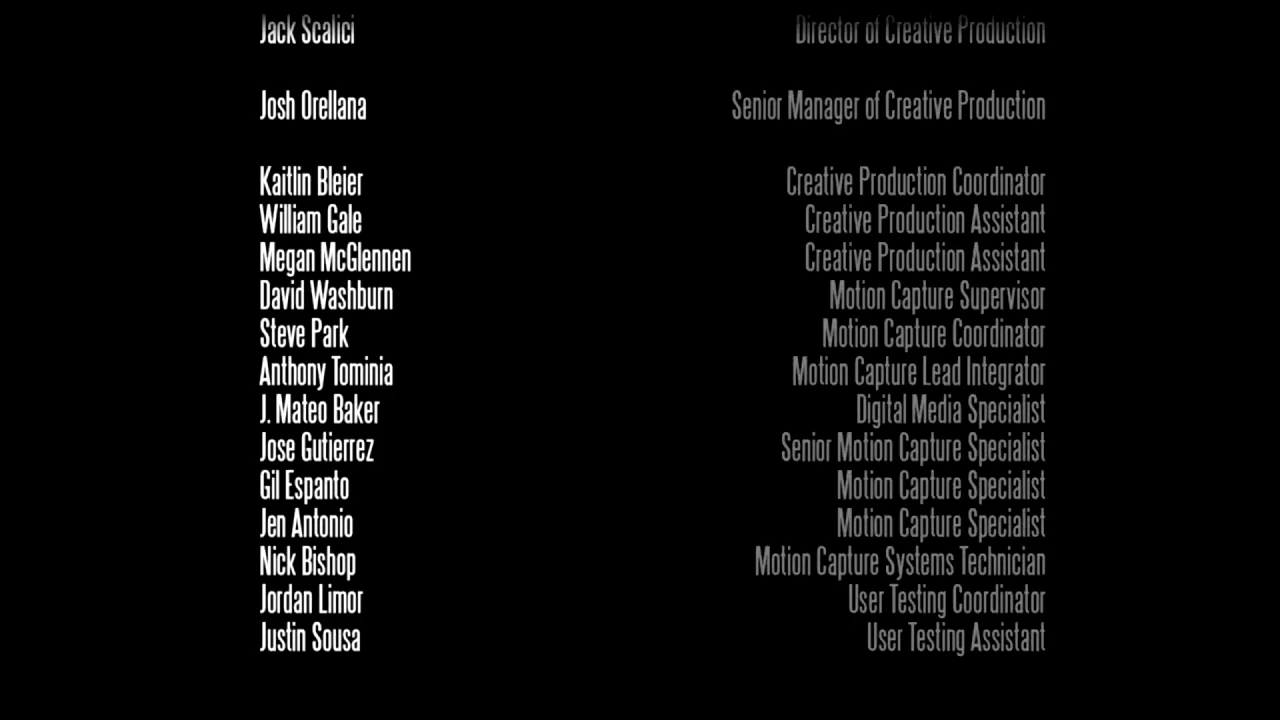 Jack Scalici Director of Creative Production
Josh Orellana Senior Manager of Creative Production
Kaitlin Bleier Creative Production Coordinator
William Gale Creative Production Assistant
Megan McGlennen Creative Production Assistant
David Washburn Motion Capture Supervisor
Steve Park Motion Capture Coordinator
Anthony Tominia Motion Capture Lead Integrator
J. Mateo Baker Digital Media Specialist
Jose Gutierrez Senior Motion Capture Specialist
Gil Espanto Motion Capture Specialist
Jen Antonio Motion Capture Specialist
Nick Bishop Motion Capture Systems Technician
Jordan Limor User Testing Coordinator
Justin Sousa User Testing Assistant